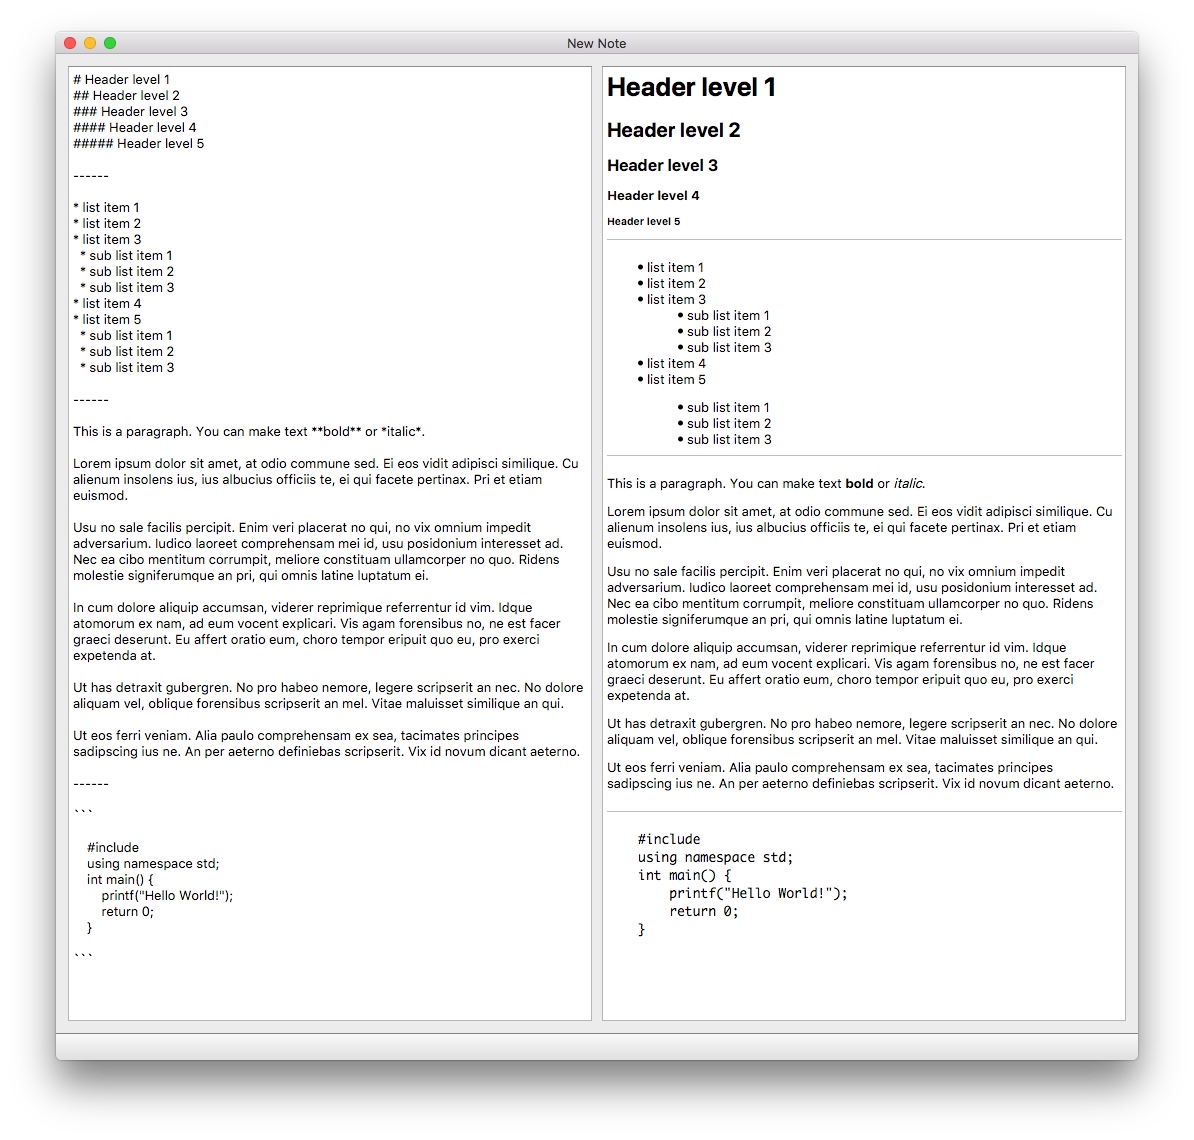 New Note
# Header level 1
## Header level 2
### Header level 3
#### Header level 4
##### Header level 5
------
* list item 1
* list item 2
* list item 3
  * sub list item 1
  * sub list item 2
  * sub list item 3
* list item 4
* list item 5
  * sub list item 1
  * sub list item 2
  * sub list item 3
------
This is a paragraph. You can make text **bold** or *italic*.
Lorem ipsum dolor sit amet, at odio commune sed. Ei eos vidit adipisci similique. Cu
alienum insolens ius, ius albucius officiis te, ei qui facete pertinax. Pri et etiam
euismod.
Usu no sale facilis percipit. Enim veri placerat no qui, no vix omnium impedit
adversarium. Iudico laoreet comprehensam mei id, usu posidonium interesset ad.
Nec ea cibo mentitum corrumpit, meliore constituam ullamcorper no quo. Ridens
molestie signiferumque an pri, qui omnis latine luptatum ei.
In cum dolore aliquip accumsan, viderer reprimique referrentur id vim. Idque
atomorum ex nam, ad eum vocent explicari. Vis agam forensibus no, ne est facer
graeci deserunt. Eu affert oratio eum, choro tempor eripuit quo eu, pro exerci
expetenda at.
Ut has detraxit gubergren. No pro habeo nemore, legere scripserit an nec. No dolore
aliquam vel, oblique forensibus scripserit an mel. Vitae maluisset similique an qui.
Ut eos ferri veniam. Alia paulo comprehensam ex sea, tacimates principes
sadipscing ius ne. An per aeterno definiebas scripserit. Vix id novum dicant aeterno.
------
```
    #include
    using namespace std;
    int main() {
        printf("Hello World!");
        return 0;
    }
```
Header level 1
Header level 2
Header level 3
Header level 4
Header level 5
• list item 1
• list item 2
• list item 3
• sub list item 1
• sub list item 2
• sub list item 3
• list item 4
• list item 5
• sub list item 1
• sub list item 2
• sub list item 3
This is a paragraph. You can make text bold or italic.
Lorem ipsum dolor sit amet, at odio commune sed. Ei eos vidit adipisci similique. Cu
alienum insolens ius, ius albucius officiis te, ei qui facete pertinax. Pri et etiam
euismod.
Usu no sale facilis percipit. Enim veri placerat no qui, no vix omnium impedit
adversarium. Iudico laoreet comprehensam mei id, usu posidonium interesset ad.
Nec ea cibo mentitum corrumpit, meliore constituam ullamcorper no quo. Ridens
molestie signiferumque an pri, qui omnis latine luptatum ei.
In cum dolore aliquip accumsan, viderer reprimique referrentur id vim. Idque
atomorum ex nam, ad eum vocent explicari. Vis agam forensibus no, ne est facer
graeci deserunt. Eu affert oratio eum, choro tempor eripuit quo eu, pro exerci
expetenda at.
Ut has detraxit gubergren. No pro habeo nemore, legere scripserit an nec. No dolore
aliquam vel, oblique forensibus scripserit an mel. Vitae maluisset similique an qui.
Ut eos ferri veniam. Alia paulo comprehensam ex sea, tacimates principes
sadipscing ius ne. An per aeterno definiebas scripserit. Vix id novum dicant aeterno.
#include
using namespace std;
int main() {
    printf("Hello World!");
    return 0;
}